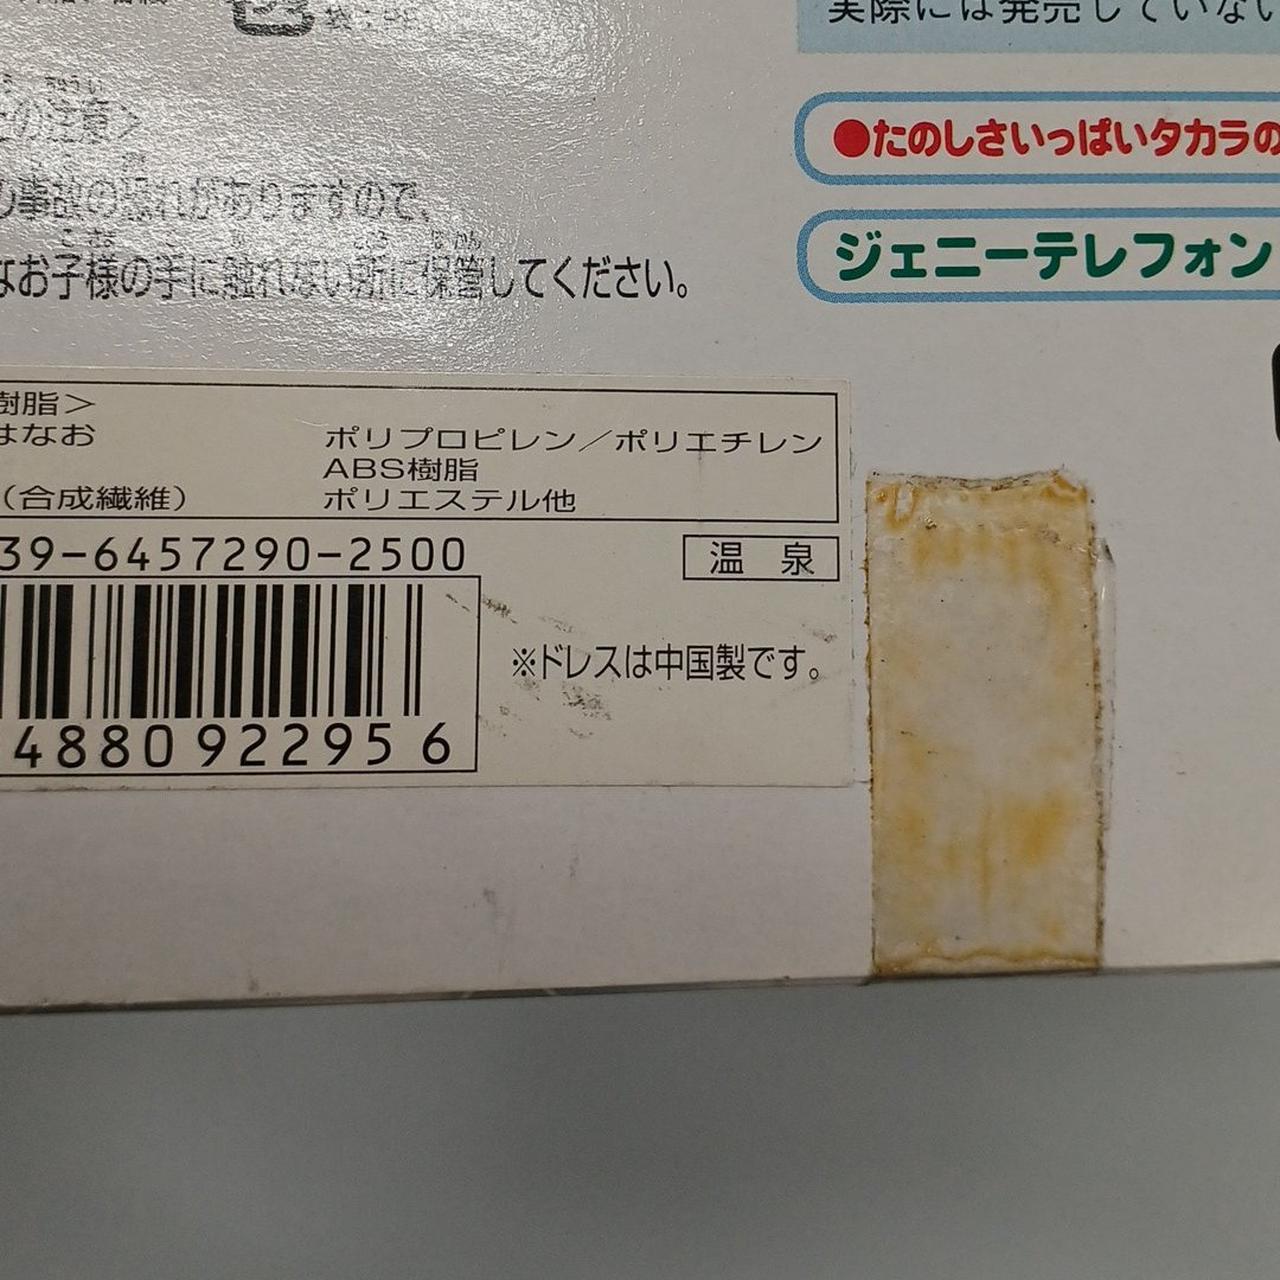 袋：PP
実際には発売していない
の注意＞
●たのしさいっぱいタカラの
の事故の恐れがありますので、
ジェニーテレフォン
なお子様の手に触れない所に保管してください。
樹脂＞
はなお
ポリプロピレン／ポリエチレン
ABS樹脂
（合成繊維）
ポリエステル他
39-6457290-2500
温 泉
※ドレスは中国製です。
4880922956